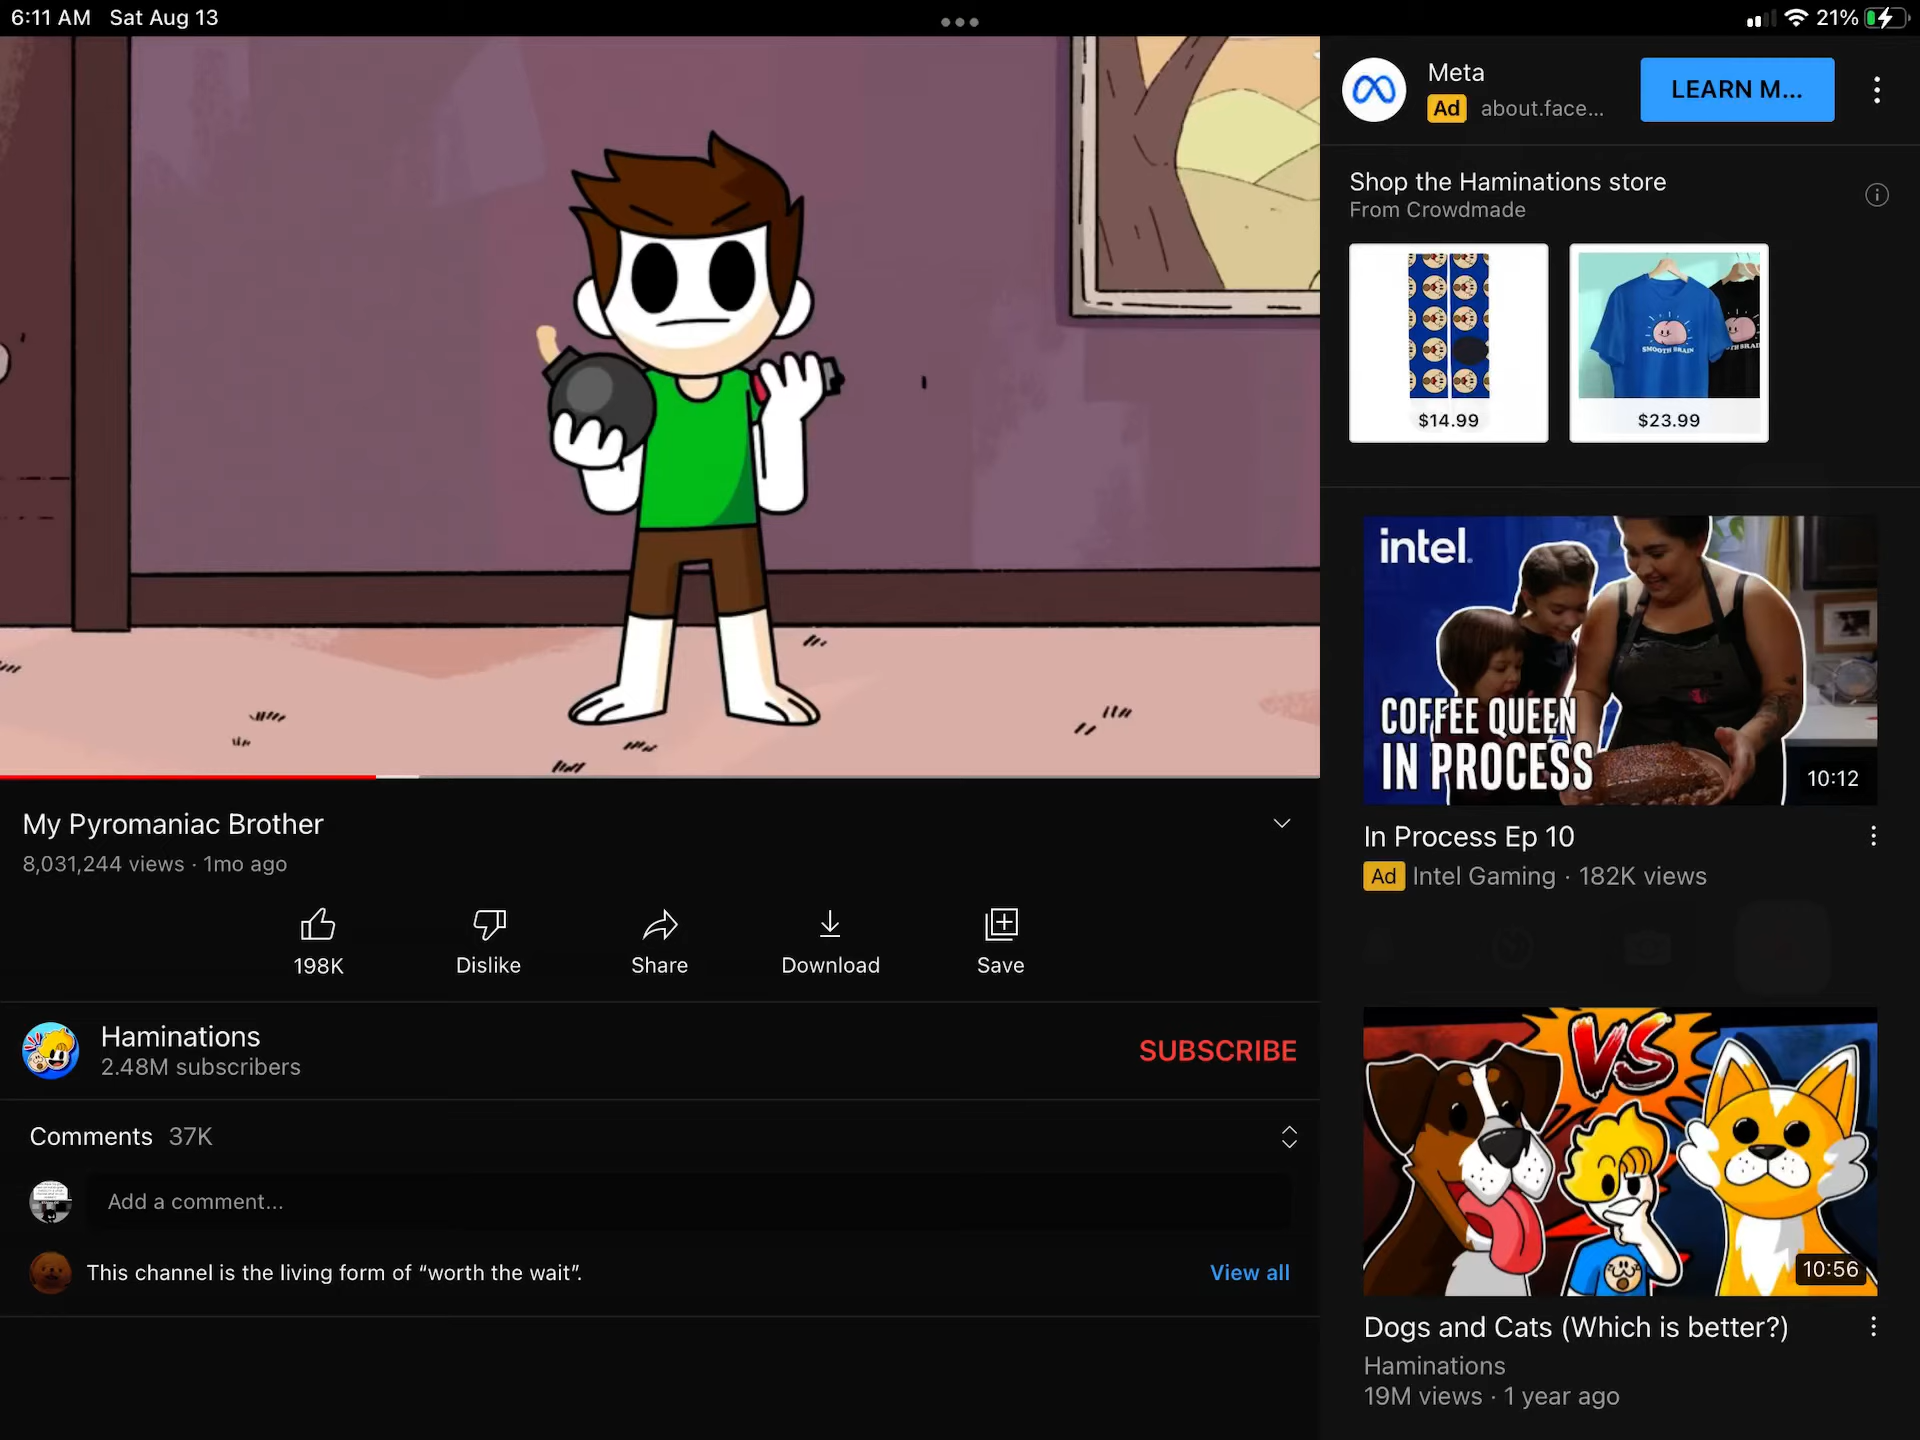 6:11 AM Sat Aug 13
21%
Meta
Ad about.face...
LEARN M...
Shop the Haminations store
From Crowdmade
SMOOTH BRAIN
$14.99
$23.99
intel.
COFFEE QUEEN
IN PROCESS
10:12
In Process Ep 10
Ad Intel Gaming · 182K views
VS
10:56
Dogs and Cats (Which is better?)
Haminations
19M views · 1 year ago
My Pyromaniac Brother
8,031,244 views · 1mo ago
198K
Dislike
Share
Download
Save
Haminations
2.48M subscribers
SUBSCRIBE
Comments 37K
Add a comment...
This channel is the living form of “worth the wait”.
View all